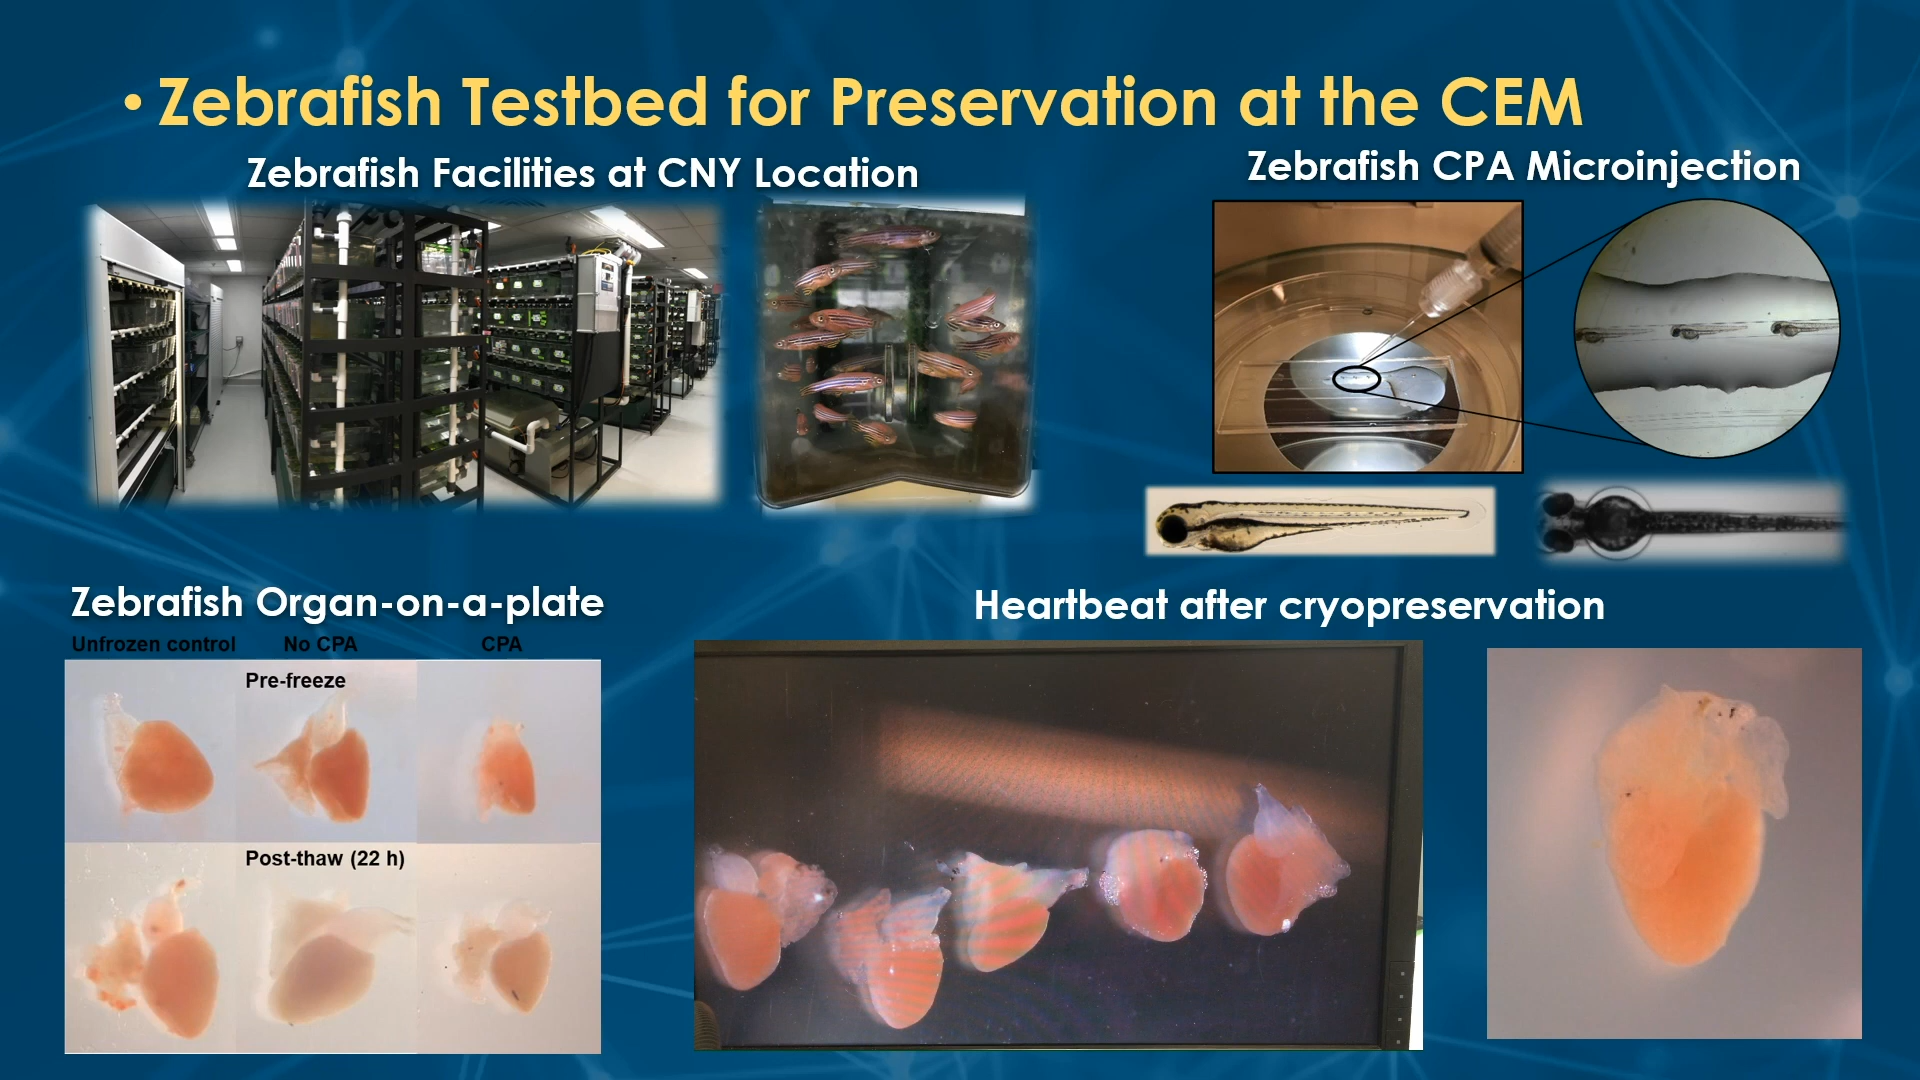 • Zebrafish Testbed for Preservation at the CEM
Zebrafish Facilities at CNY Location
Zebrafish CPA Microinjection
Zebrafish Organ-on-a-plate
Unfrozen control No CPA CPA
Pre-freeze
Post-thaw (22 h)
Heartbeat after cryopreservation